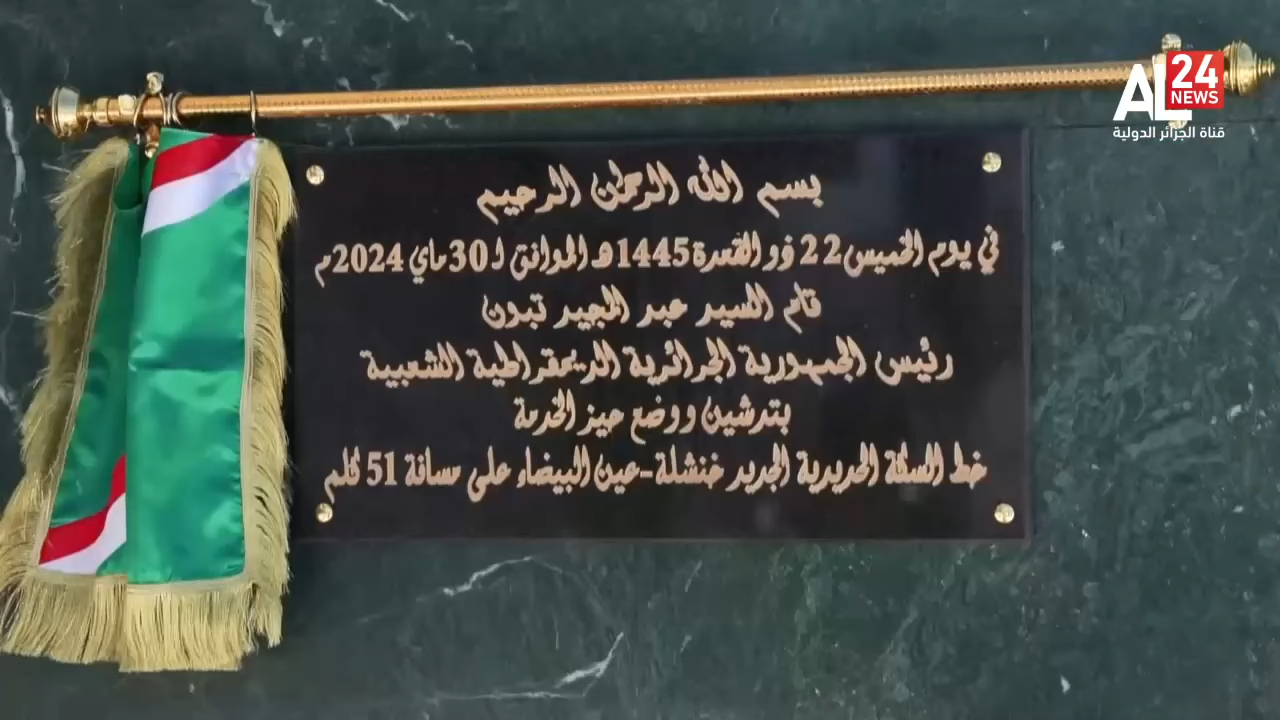 AL
24
NEWS
قناة الجزائر الدولية
بسم الله الرحمن الرحيم
في يوم الخميس 22 ذو القعدة 1445هـ الموافق لـ 30 ماي 2024م
قام السيد عبد المجيد تبون
رئيس الجمهورية الجزائرية الديمقراطية الشعبية
بتدشين ووضع حيز الخدمة
خط السكة الحديدية الجديد خنشلة-عين البيضاء على مسافة 51 كلم